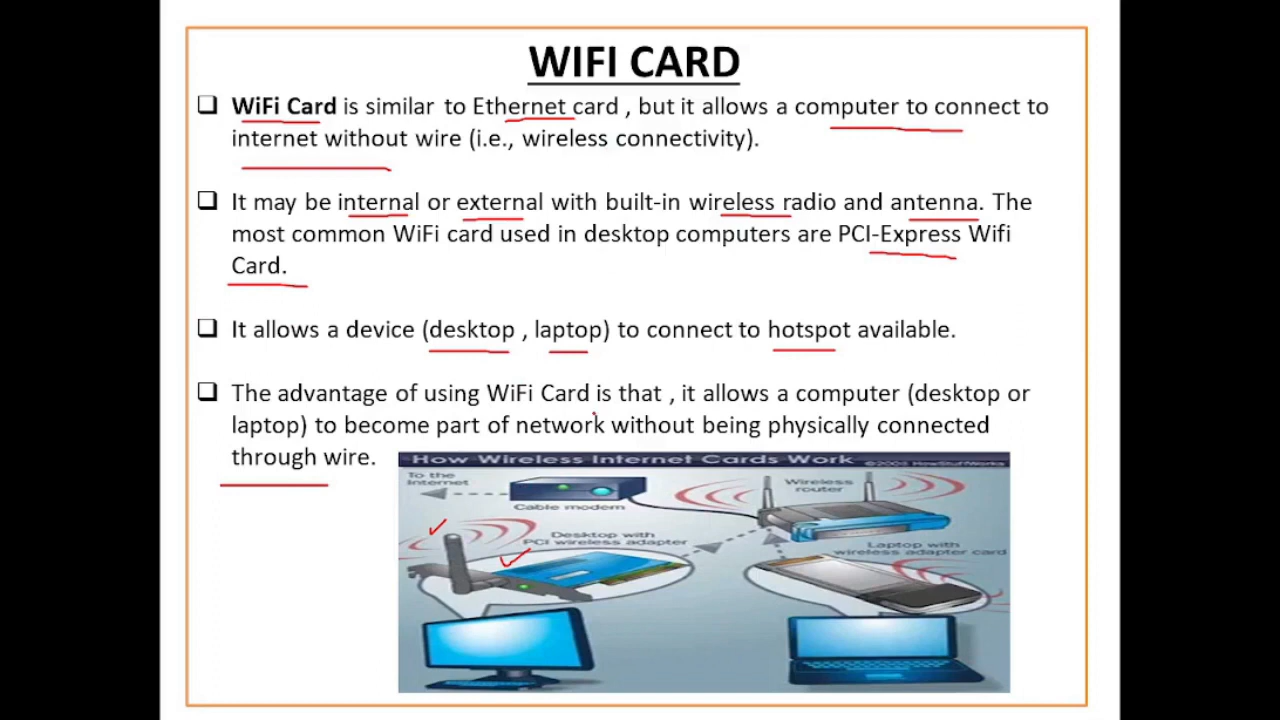 WIFI CARD
❑ WiFi Card is similar to Ethernet card , but it allows a computer to connect to
internet without wire (i.e., wireless connectivity).
❑ It may be internal or external with built-in wireless radio and antenna. The
most common WiFi card used in desktop computers are PCI-Express Wifi
Card.
❑ It allows a device (desktop , laptop) to connect to hotspot available.
❑ The advantage of using WiFi Card is that , it allows a computer (desktop or
laptop) to become part of network without being physically connected
through wire.
How Wireless Internet Cards Work ©2008 HowStuffWorks
To the
Internet
Cable modem
Wireless
router
Desktop with
PCI wireless adapter
Laptop with
wireless adapter card